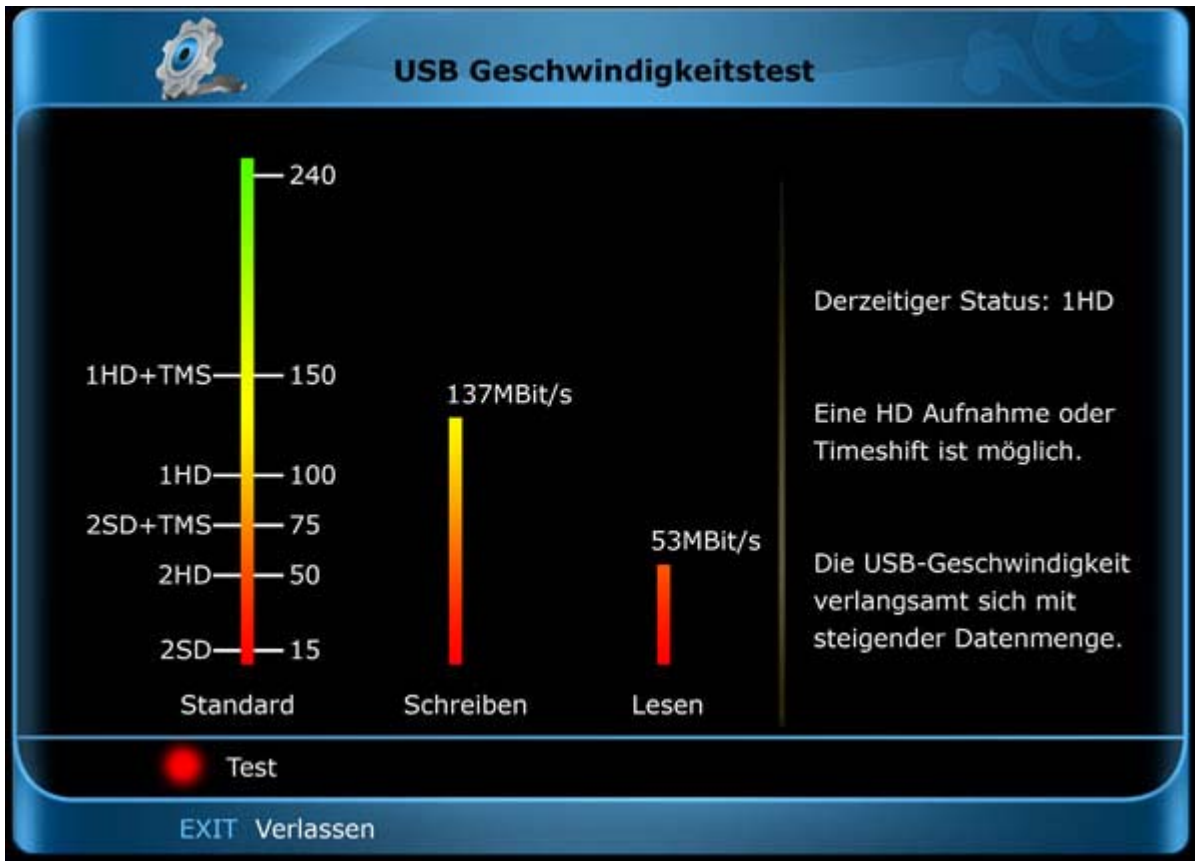 USB Geschwindigkeitstest
240
1HD+TMS 150
137MBit/s
1HD 100
2SD+TMS 75
53MBit/s
2HD 50
2SD 15
Standard Schreiben Lesen
Derzeitiger Status: 1HD
Eine HD Aufnahme oder
Timeshift ist möglich.
Die USB-Geschwindigkeit
verlangsamt sich mit
steigender Datenmenge.
Test
EXIT Verlassen